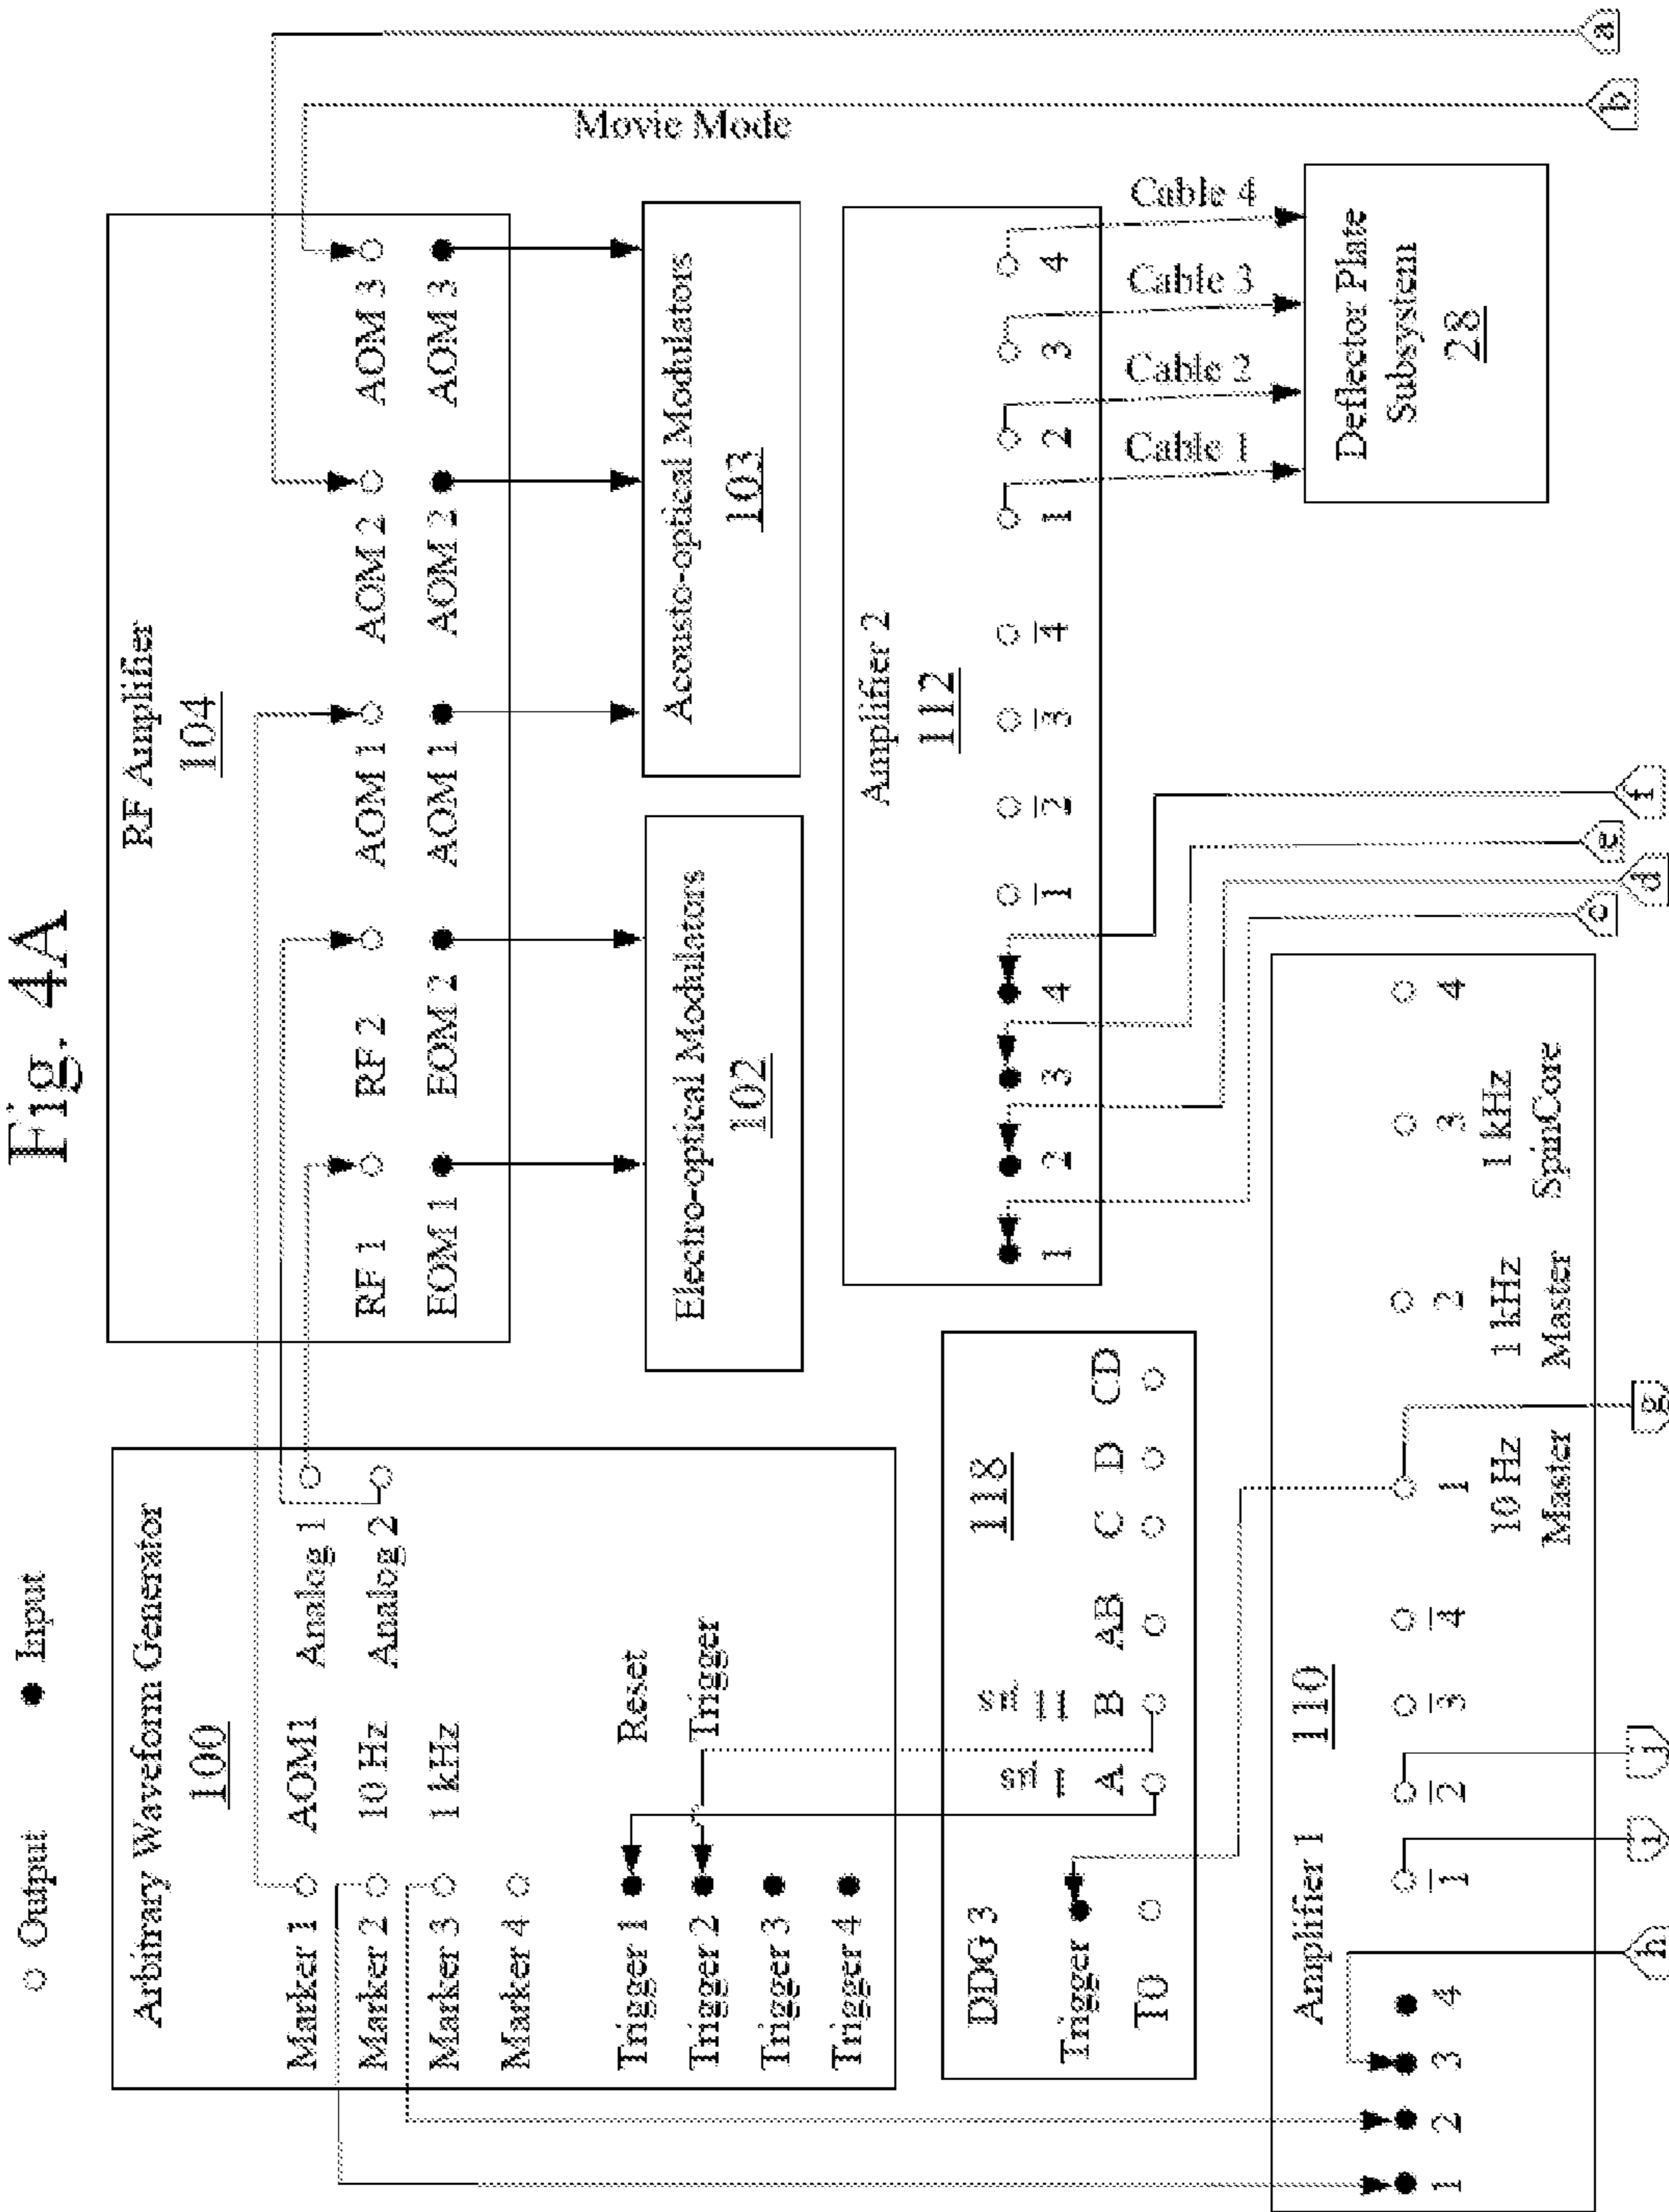 Fig. 4A
Output
Input
Arbitrary Waveform Generator
100
Marker 1 AOM1 Analog 1
Marker 2 10 Hz Analog 2
Marker 3 1 kHz
Marker 4
Trigger 1 Reset
Trigger 2 Trigger
Trigger 3
Trigger 4
RF Amplifier
104
RF 1 RF 2 AOM 1 AOM 2 AOM 3
EOM 1 EOM 2 AOM 1 AOM 2 AOM 3
Movie Mode
Electro-optical Modulators
102
Acousto-optical Modulators
103
DDG 3
118
1 µs 11 µs
Trigger A B AB C D CD
T0
Amplifier 2
112
1 2 3 4 1̅ 2̅ 3̅ 4̅ 1 2 3 4
Cable 1 Cable 2 Cable 3 Cable 4
Deflector Plate
Subsystem
28
Amplifier 1
110
1 2 3 4 1̅ 2̅ 3̅ 4̅ 1 2 3 4
10 Hz 1 kHz 1 kHz
Master Master SpinCore
h i j g c d e f b a